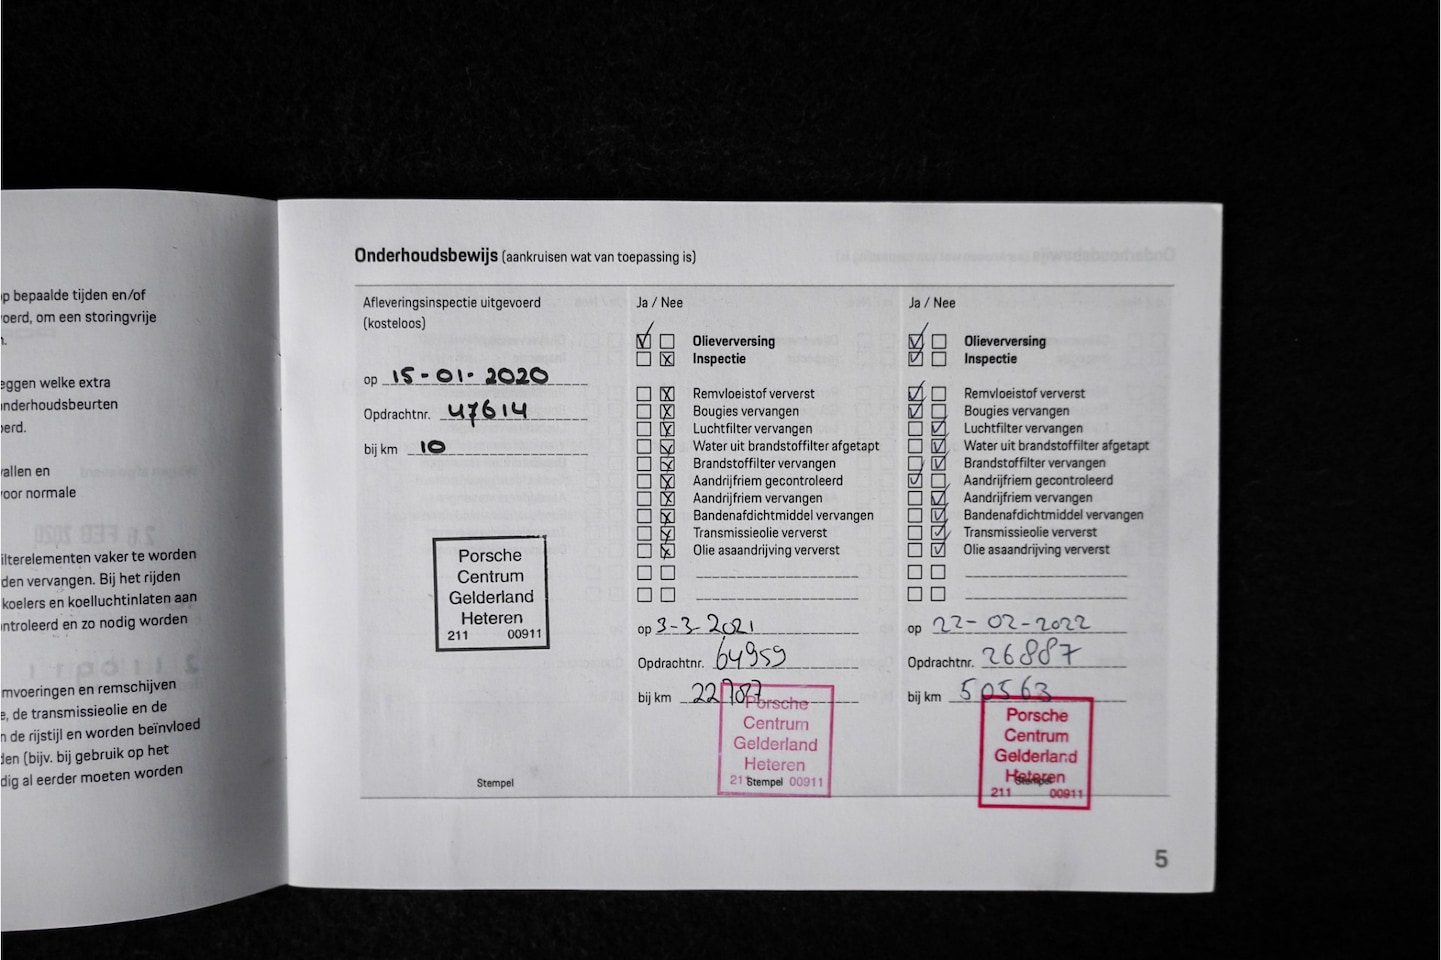 op bepaalde tijden en/of
voerd, om een storingvrije
n.
eggen welke extra
onderhoudsbeurten
oerd.
vallen en
voor normale
filterelementen vaker te worden
den vervangen. Bij het rijden
koelers en koelluchtinlaten aan
ntroleerd en zo nodig worden
mvoeringen en remschijven
e, de transmissieolie en de
n de rijstijl en worden beïnvloed
den (bijv. bij gebruik op het
dig al eerder moeten worden
Onderhoudsbewijs (aankruisen wat van toepassing is)
Afleveringsinspectie uitgevoerd
(kosteloos)
op 15-01-2020
Opdrachtnr. 47614
bij km 10
Porsche
Centrum
Gelderland
Heteren
211 00911
Stempel
Ja / Nee
Olieverversing
Inspectie
Remvloeistof ververst
Bougies vervangen
Luchtfilter vervangen
Water uit brandstoffilter afgetapt
Brandstoffilter vervangen
Aandrijfriem gecontroleerd
Aandrijfriem vervangen
Bandenafdichtmiddel vervangen
Transmissieolie ververst
Olie asaandrijving ververst
op 3-3-2021
Opdrachtnr. 64959
bij km
Porsche
Centrum
Gelderland
Heteren
211 00911
Stempel
Ja / Nee
Olieverversing
Inspectie
Remvloeistof ververst
Bougies vervangen
Luchtfilter vervangen
Water uit brandstoffilter afgetapt
Brandstoffilter vervangen
Aandrijfriem gecontroleerd
Aandrijfriem vervangen
Bandenafdichtmiddel vervangen
Transmissieolie ververst
Olie asaandrijving ververst
op 22-02-2022
Opdrachtnr. 26887
bij km 50563
Porsche
Centrum
Gelderland
Heteren
Stempel
211 00911
5